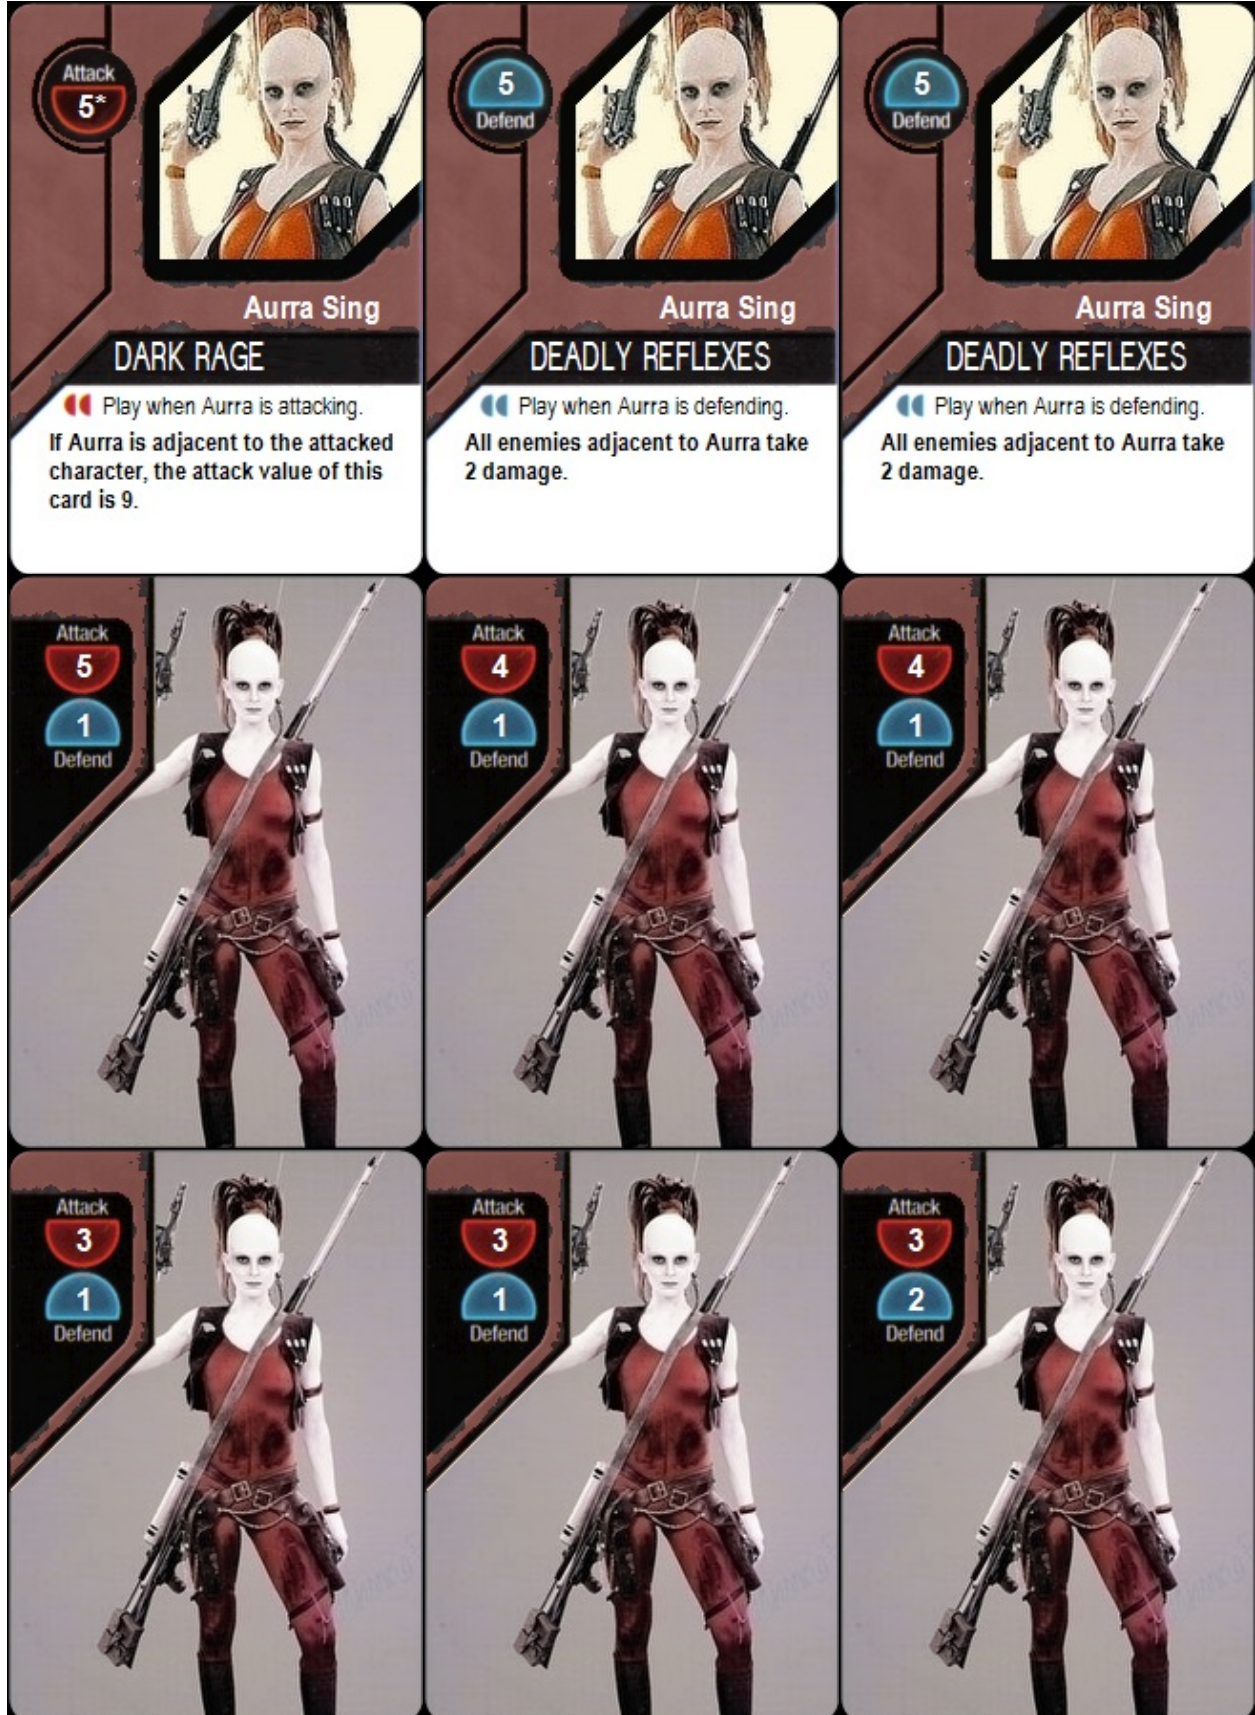 Attack
5*
Aurra Sing
DARK RAGE
Play when Aurra is attacking.
If Aurra is adjacent to the attacked
character, the attack value of this
card is 9.
5
Defend
Aurra Sing
DEADLY REFLEXES
Play when Aurra is defending.
All enemies adjacent to Aurra take
2 damage.
5
Defend
Aurra Sing
DEADLY REFLEXES
Play when Aurra is defending.
All enemies adjacent to Aurra take
2 damage.
Attack
5
1
Defend
Attack
4
1
Defend
Attack
4
1
Defend
Attack
3
1
Defend
Attack
3
1
Defend
Attack
3
2
Defend